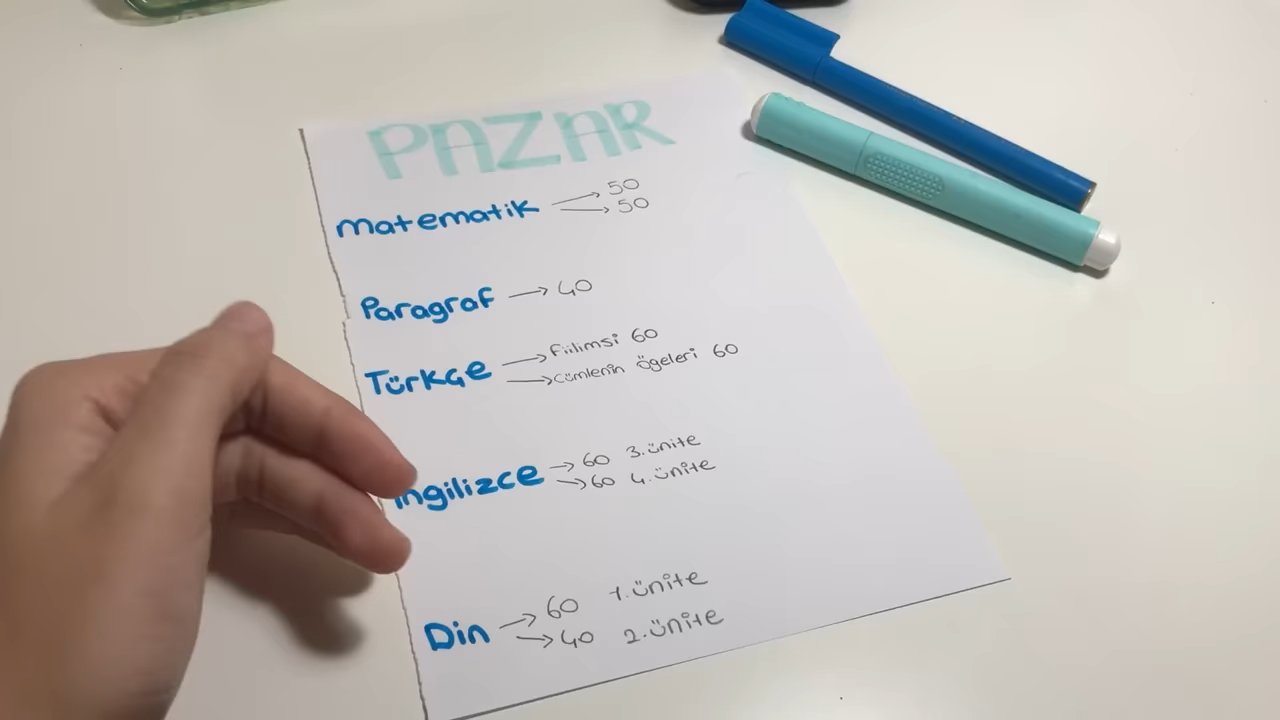 PAZAR
Matematik → 50
→ 50
Paragraf → 40
Türkçe → Fiilimsi 60
→ Cümlenin Ögeleri 60
ingilizce → 60 3.ünite
→ 60 4.ünite
Din → 60 1.ünite
→ 40 2.ünite